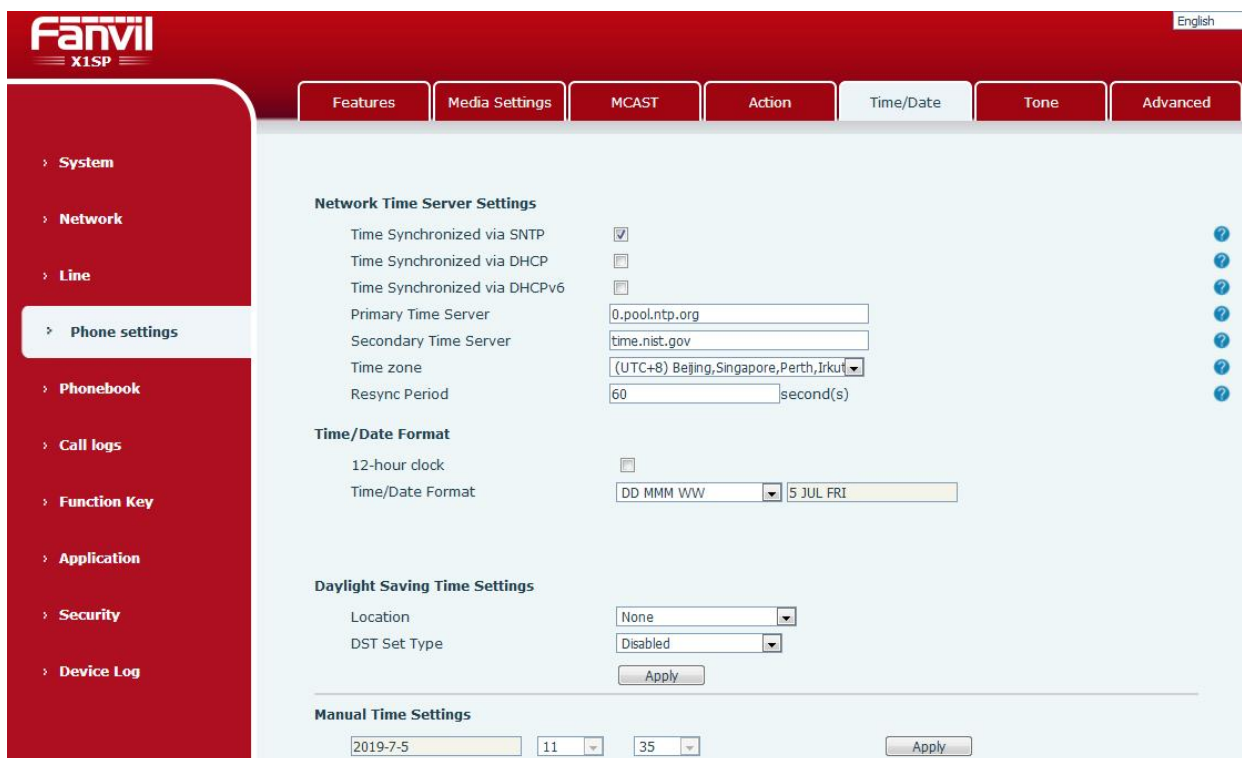 English
Fanvil
X1SP
Features Media Settings MCAST Action Time/Date Tone Advanced
› System
› Network
› Line
› Phone settings
› Phonebook
› Call logs
› Function Key
› Application
› Security
› Device Log
Network Time Server Settings
Time Synchronized via SNTP ?
Time Synchronized via DHCP ?
Time Synchronized via DHCPv6 ?
Primary Time Server 0.pool.ntp.org ?
Secondary Time Server time.nist.gov ?
Time zone (UTC+8) Beijing,Singapore,Perth,Irkut ?
Resync Period 60 second(s) ?
Time/Date Format
12-hour clock
Time/Date Format DD MMM WW 5 JUL FRI
Daylight Saving Time Settings
Location None
DST Set Type Disabled
Apply
Manual Time Settings
2019-7-5 11 35 Apply